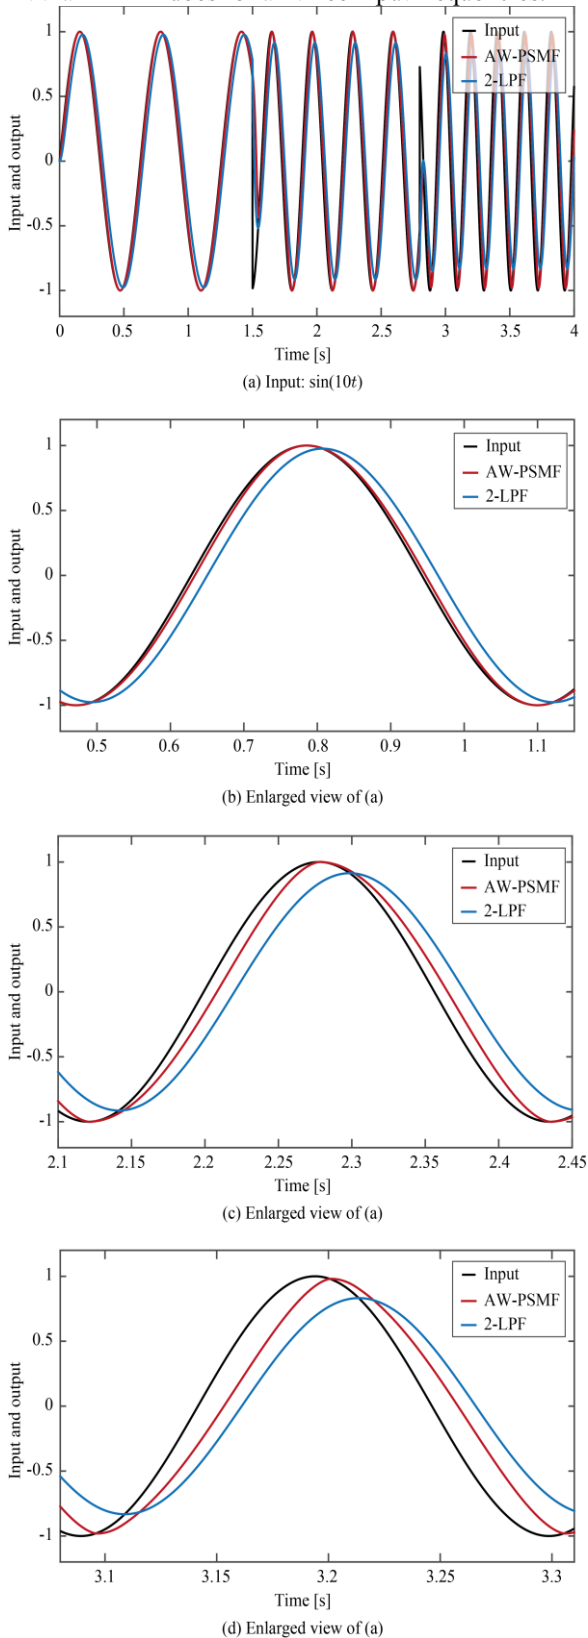 does not
input frequencies.
1
0.5
0
-0.5
-1
Input and output
Input
AW-PSMF
2-LPF
0 0.5 1 1.5 2 2.5 3 3.5 4
Time [s]
(a) Input: sin(10t)
1
0.5
0
-0.5
-1
Input and output
Input
AW-PSMF
2-LPF
0.5 0.6 0.7 0.8 0.9 1 1.1
Time [s]
(b) Enlarged view of (a)
1
0.5
0
-0.5
-1
Input and output
Input
AW-PSMF
2-LPF
2.1 2.15 2.2 2.25 2.3 2.35 2.4 2.45
Time [s]
(c) Enlarged view of (a)
1
0.5
0
-0.5
-1
Input and output
Input
AW-PSMF
2-LPF
3.1 3.15 3.2 3.25 3.3
Time [s]
(d) Enlarged view of (a)